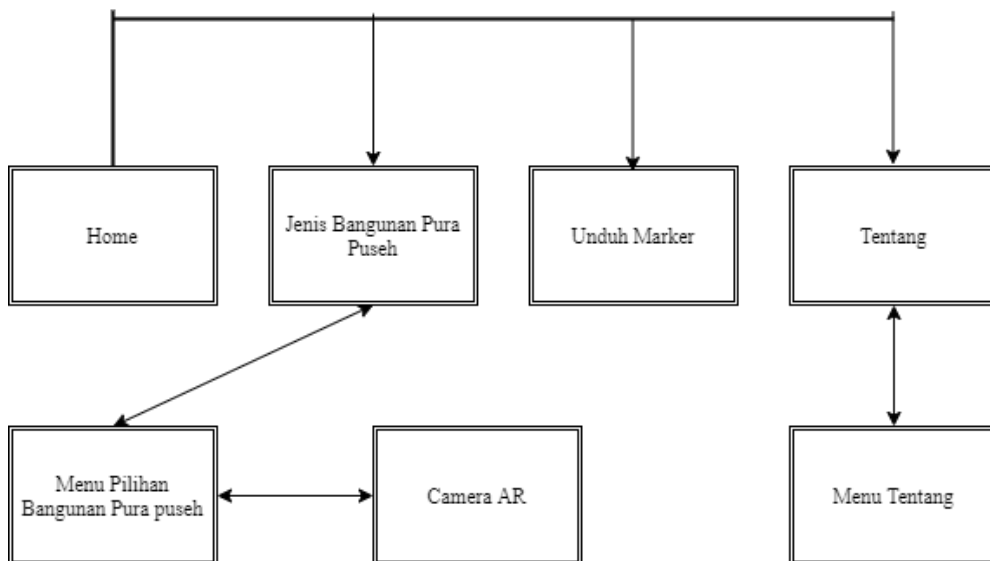 Home
Jenis Bangunan Pura
Puseh
Unduh Marker
Tentang
Menu Pilihan
Bangunan Pura puseh
Camera AR
Menu Tentang